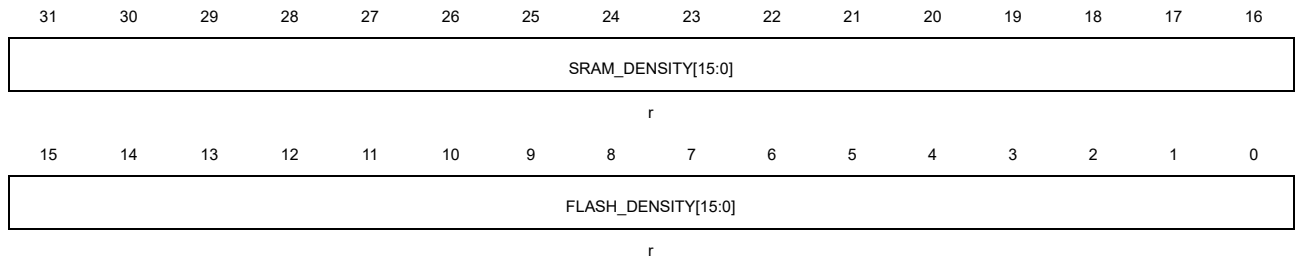 31 30 29 28 27 26 25 24 23 22 21 20 19 18 17 16
SRAM_DENSITY[15:0]
r
15 14 13 12 11 10 9 8 7 6 5 4 3 2 1 0
FLASH_DENSITY[15:0]
r